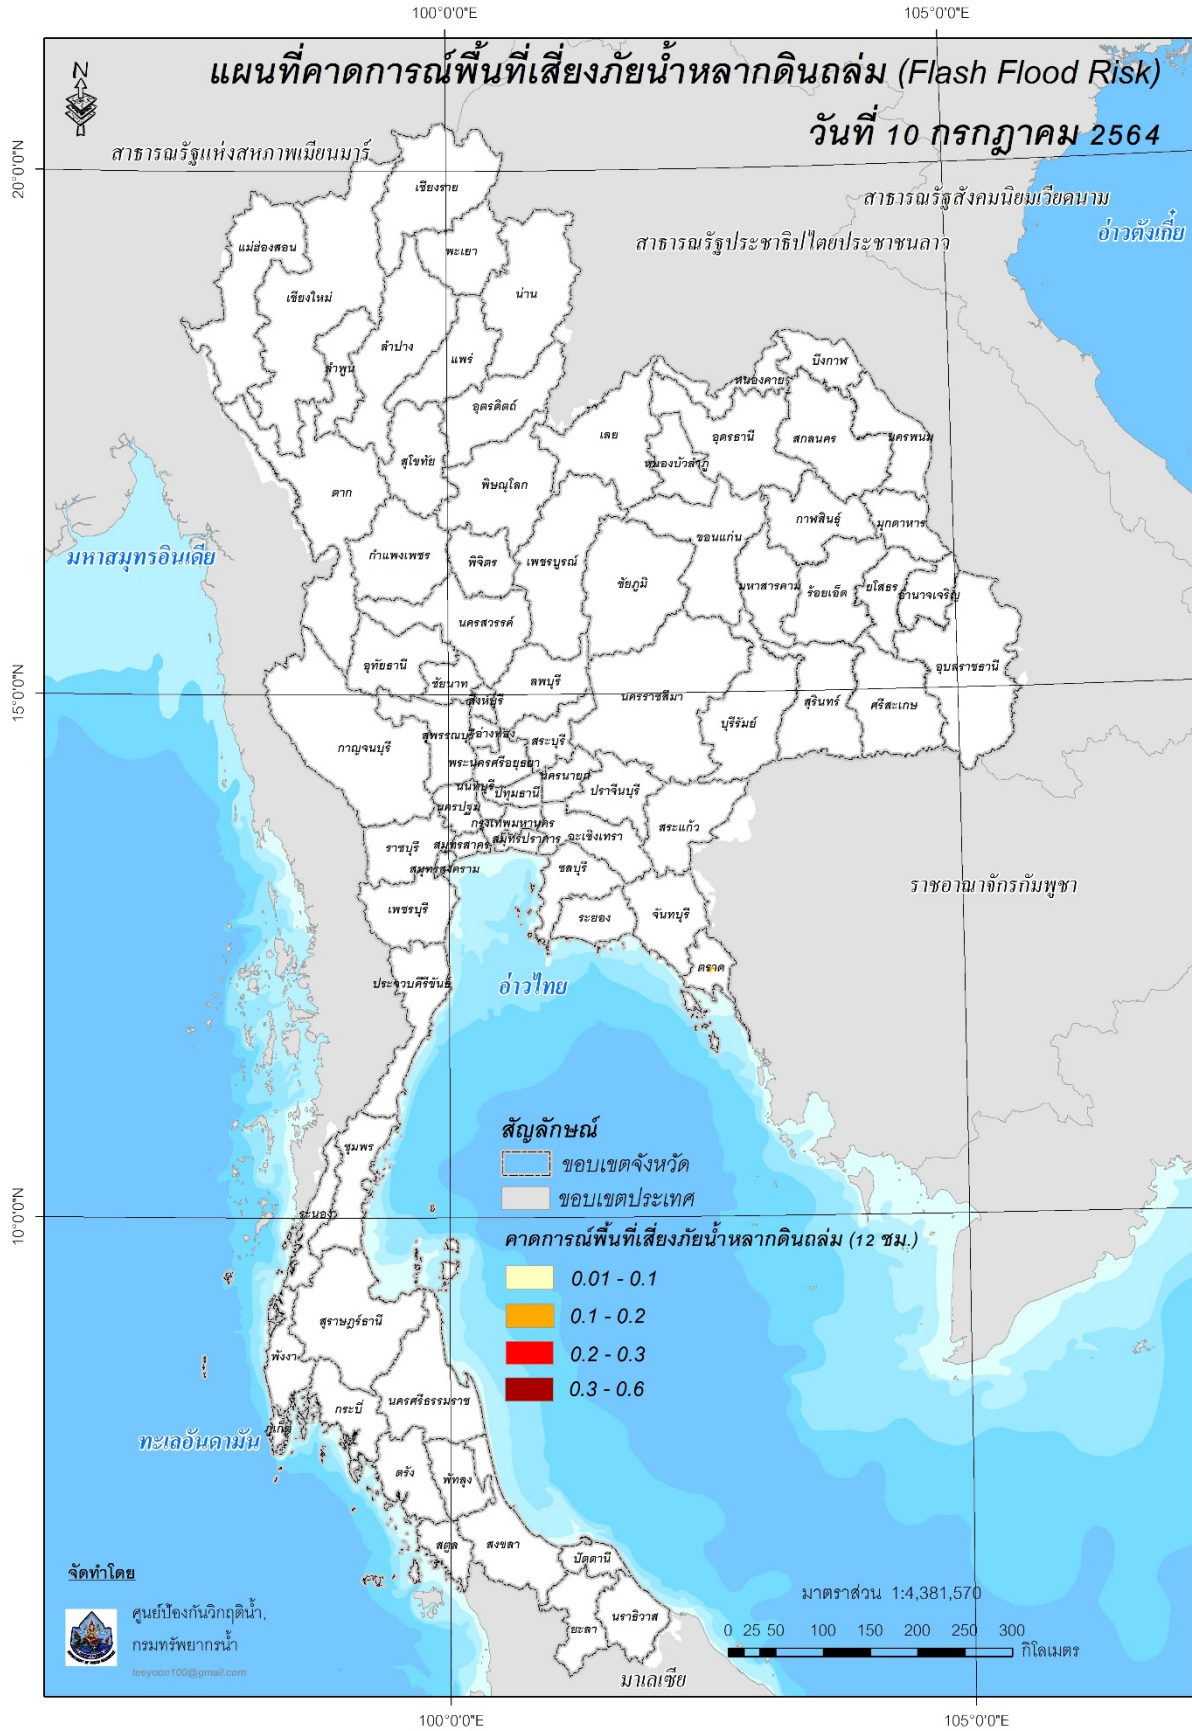 100°0'0"E 105°0'0"E
แผนที่คาดการณ์พื้นที่เสี่ยงภัยน้ำหลากดินถล่ม (Flash Flood Risk)
วันที่ 10 กรกฎาคม 2564
N
20°0'0"N
สาธารณรัฐแห่งสหภาพเมียนมาร์
สาธารณรัฐสังคมนิยมเวียดนาม
อ่าวตังเกี๋ย
สาธารณรัฐประชาธิปไตยประชาชนลาว
เชียงราย
แม่ฮ่องสอน
พะเยา
เชียงใหม่
น่าน
ลำปาง
แพร่
ลำพูน
บึงกาฬ
หนองคาย
อุตรดิตถ์
เลย
อุดรธานี
สกลนคร
นครพนม
สุโขทัย
หนองบัวลำภู
ตาก
พิษณุโลก
กาฬสินธุ์
มุกดาหาร
ขอนแก่น
มหาสมุทรอินเดีย
กำแพงเพชร
พิจิตร
เพชรบูรณ์
ชัยภูมิ
มหาสารคาม
ร้อยเอ็ด
ยโสธร
อำนาจเจริญ
นครสวรรค์
อุทัยธานี
ชัยนาท
ลพบุรี
อุบลราชธานี
15°0'0"N
สิงห์บุรี
นครราชสีมา
บุรีรัมย์
สุรินทร์
ศรีสะเกษ
กาญจนบุรี
สุพรรณบุรี
อ่างทอง
สระบุรี
พระนครศรีอยุธยา
นครนายก
นนทบุรี
ปทุมธานี
ปราจีนบุรี
นครปฐม
กรุงเทพมหานคร
สระแก้ว
ราชบุรี
สมุทรสาคร
สมุทรปราการ
ฉะเชิงเทรา
สมุทรสงคราม
ชลบุรี
ราชอาณาจักรกัมพูชา
เพชรบุรี
ระยอง
จันทบุรี
ตราด
ประจวบคีรีขันธ์
อ่าวไทย
ชุมพร
สัญลักษณ์
ขอบเขตจังหวัด
ขอบเขตประเทศ
10°0'0"N
ระนอง
คาดการณ์พื้นที่เสี่ยงภัยน้ำหลากดินถล่ม (12 ชม.)
0.01 - 0.1
0.1 - 0.2
0.2 - 0.3
0.3 - 0.6
สุราษฎร์ธานี
พังงา
กระบี่
นครศรีธรรมราช
ภูเก็ต
ทะเลอันดามัน
ตรัง
พัทลุง
สตูล
สงขลา
ปัตตานี
ยะลา
นราธิวาส
มาเลเซีย
จัดทำโดย
ศูนย์ป้องกันวิกฤติน้ำ,
กรมทรัพยากรน้ำ
leeyoon100@gmail.com
มาตราส่วน 1:4,381,570
0 25 50 100 150 200 250 300
กิโลเมตร
100°0'0"E 105°0'0"E